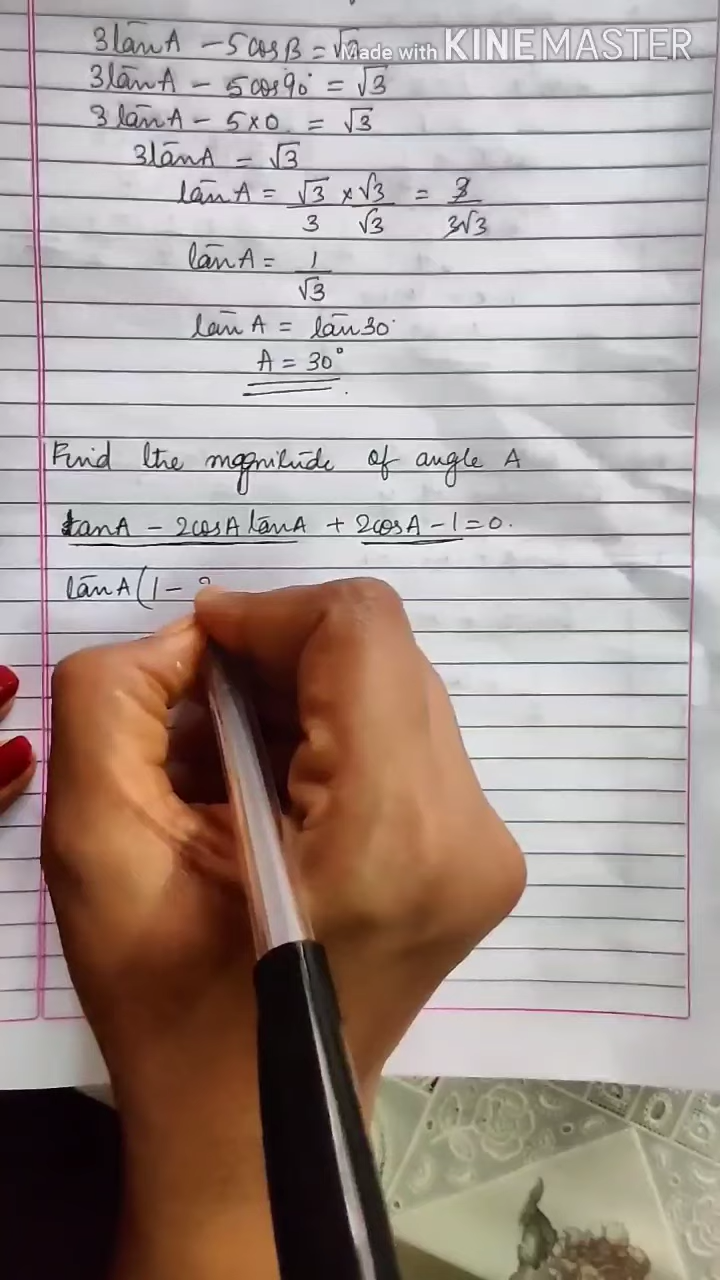 3tanA - 5cosB = √3
Made with KINEMASTER
3tanA - 5cos90° = √3
3tanA - 5×0 = √3
3tanA = √3
tanA = √3/3 × √3/√3 = 3/3√3
tanA = 1/√3
tan A = tan30°
A = 30°
Find the magnitude of angle A
tanA - 2cosA tanA + 2cosA - 1 = 0.
tanA(1 -